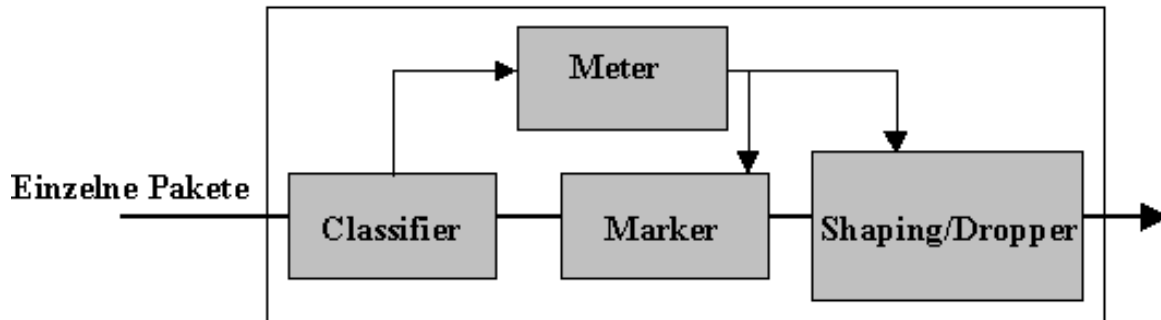 Meter
Einzelne Pakete
Classifier
Marker
Shaping/Dropper